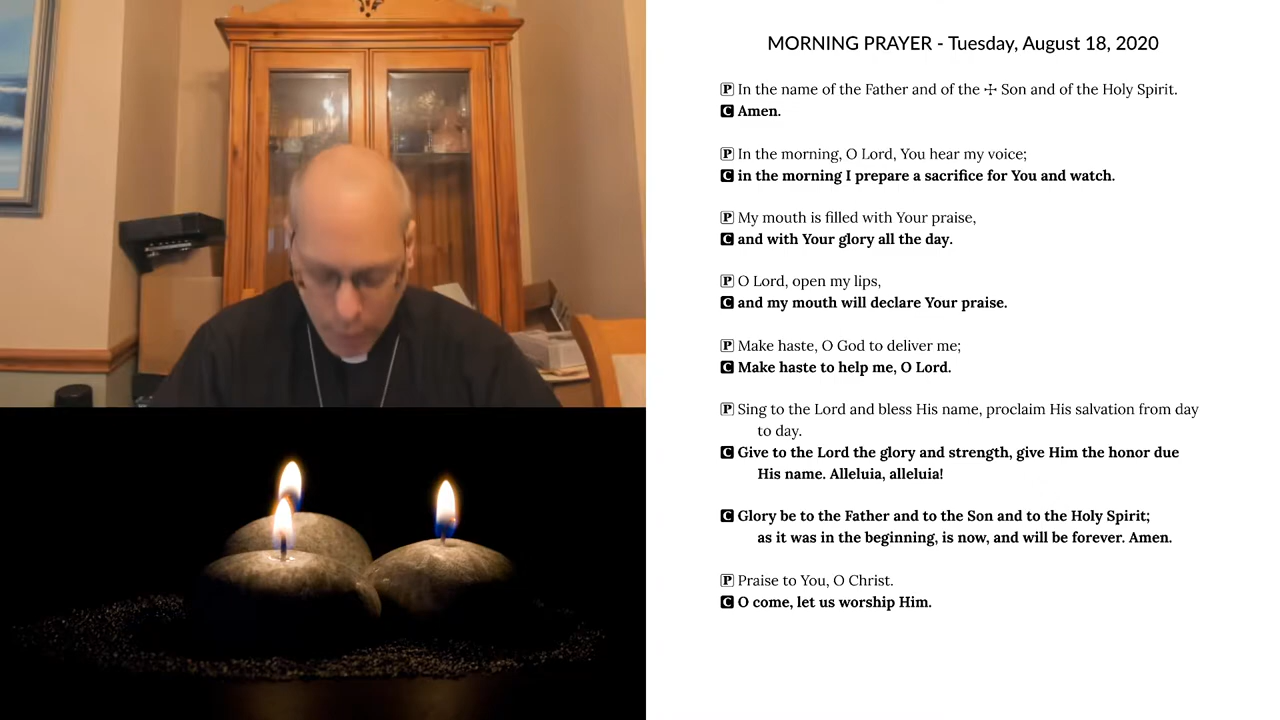 MORNING PRAYER - Tuesday, August 18, 2020
P In the name of the Father and of the ☩ Son and of the Holy Spirit.
C Amen.
P In the morning, O Lord, You hear my voice;
C in the morning I prepare a sacrifice for You and watch.
P My mouth is filled with Your praise,
C and with Your glory all the day.
P O Lord, open my lips,
C and my mouth will declare Your praise.
P Make haste, O God to deliver me;
C Make haste to help me, O Lord.
P Sing to the Lord and bless His name, proclaim His salvation from day
to day.
C Give to the Lord the glory and strength, give Him the honor due
His name. Alleluia, alleluia!
C Glory be to the Father and to the Son and to the Holy Spirit;
as it was in the beginning, is now, and will be forever. Amen.
P Praise to You, O Christ.
C O come, let us worship Him.